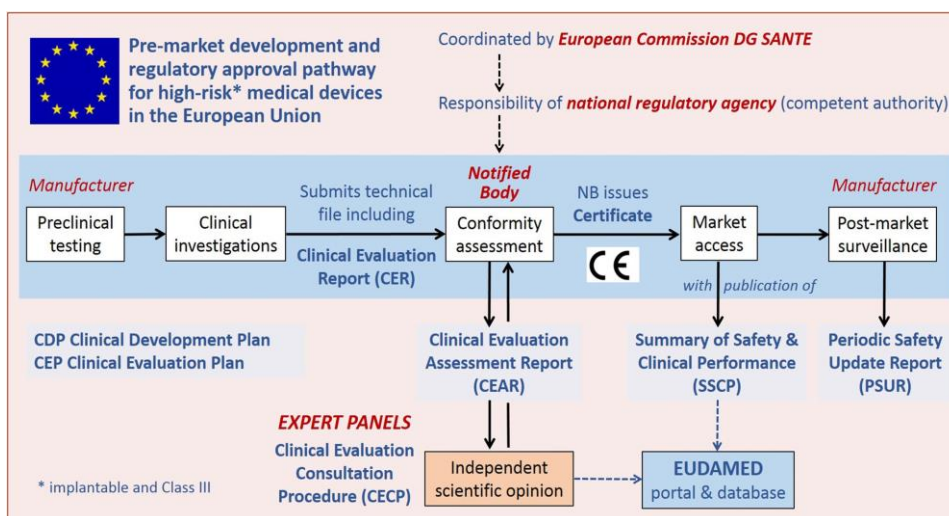 Pre-market development and
regulatory approval pathway
for high-risk* medical devices
in the European Union
Coordinated by European Commission DG SANTE
Responsibility of national regulatory agency (competent authority)
Manufacturer
Preclinical
testing
Clinical
investigations
Submits technical
file including
Clinical Evaluation
Report (CER)
Notified
Body
Conformity
assessment
NB issues
Certificate
CE
Market
access
Manufacturer
Post-market
surveillance
with publication of
CDP Clinical Development Plan
CEP Clinical Evaluation Plan
Clinical Evaluation
Assessment Report
(CEAR)
Summary of Safety &
Clinical Performance
(SSCP)
Periodic Safety
Update Report
(PSUR)
EXPERT PANELS
Clinical Evaluation
Consultation
Procedure (CECP)
Independent
scientific opinion
EUDAMED
portal & database
* implantable and Class III